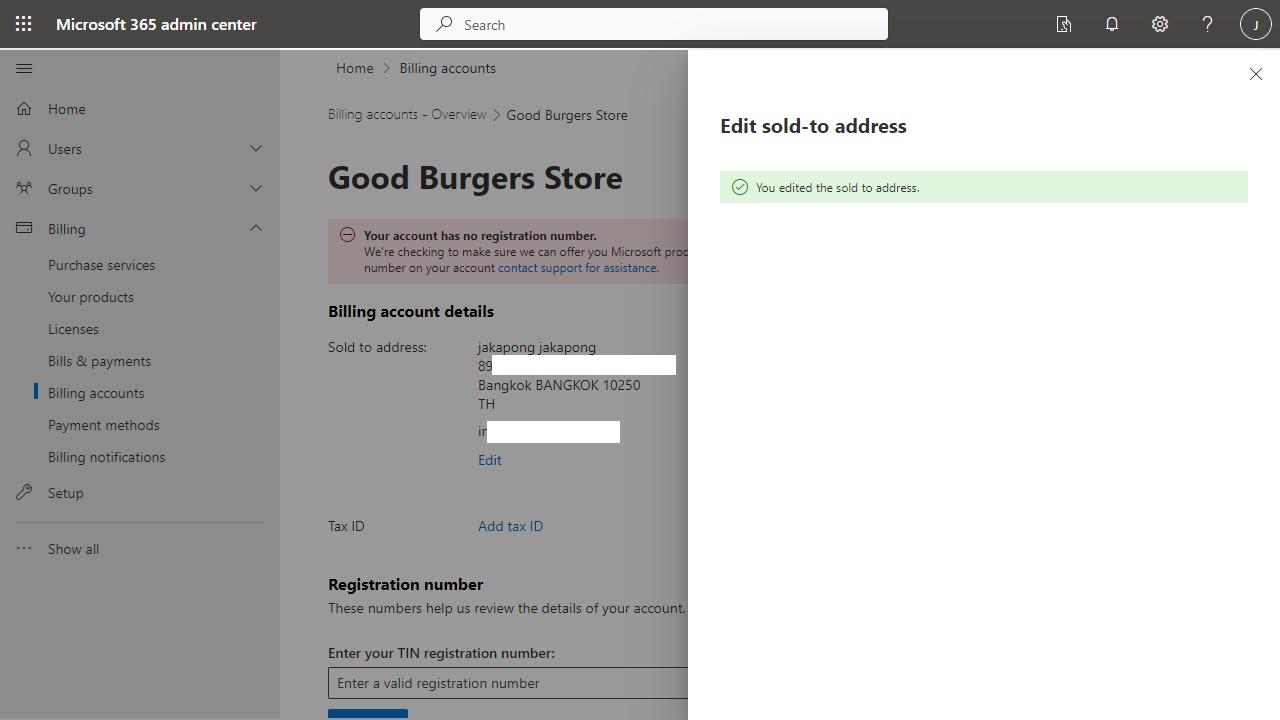 Microsoft 365 admin center
Search
J
Home
Users
Groups
Billing
Purchase services
Your products
Licenses
Bills & payments
Billing accounts
Payment methods
Billing notifications
Setup
Show all
Home > Billing accounts
Billing accounts - Overview > Good Burgers Store
Good Burgers Store
Your account has no registration number.
We're checking to make sure we can offer you Microsoft
number on your account contact support for assistance.
Billing account details
Sold to address:
jakapong jakapong
89
Bangkok BANGKOK 10250
TH
Edit
Tax ID
Add tax ID
Registration number
These numbers help us review the details of your account.
Enter your TIN registration number:
Enter a valid registration number
Edit sold-to address
You edited the sold to address.